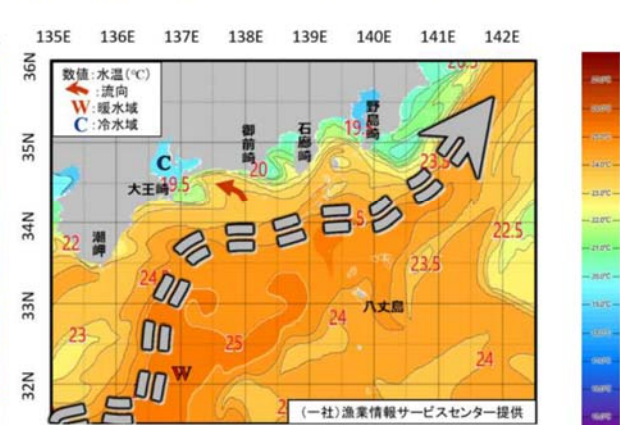 135E 136E 137E 138E 139E 140E 141E 142E
36N
35N
34N
33N
32N
数値:水温(℃)
:流向
W:暖水域
C:冷水域
C
大王崎
19.5
御前崎
20
石廊崎
野島崎
19.
23.5
22
潮岬
24.
5
22.5
23.5
八丈島
24
23
25
24
W
2
(一社)漁業情報サービスセンター提供